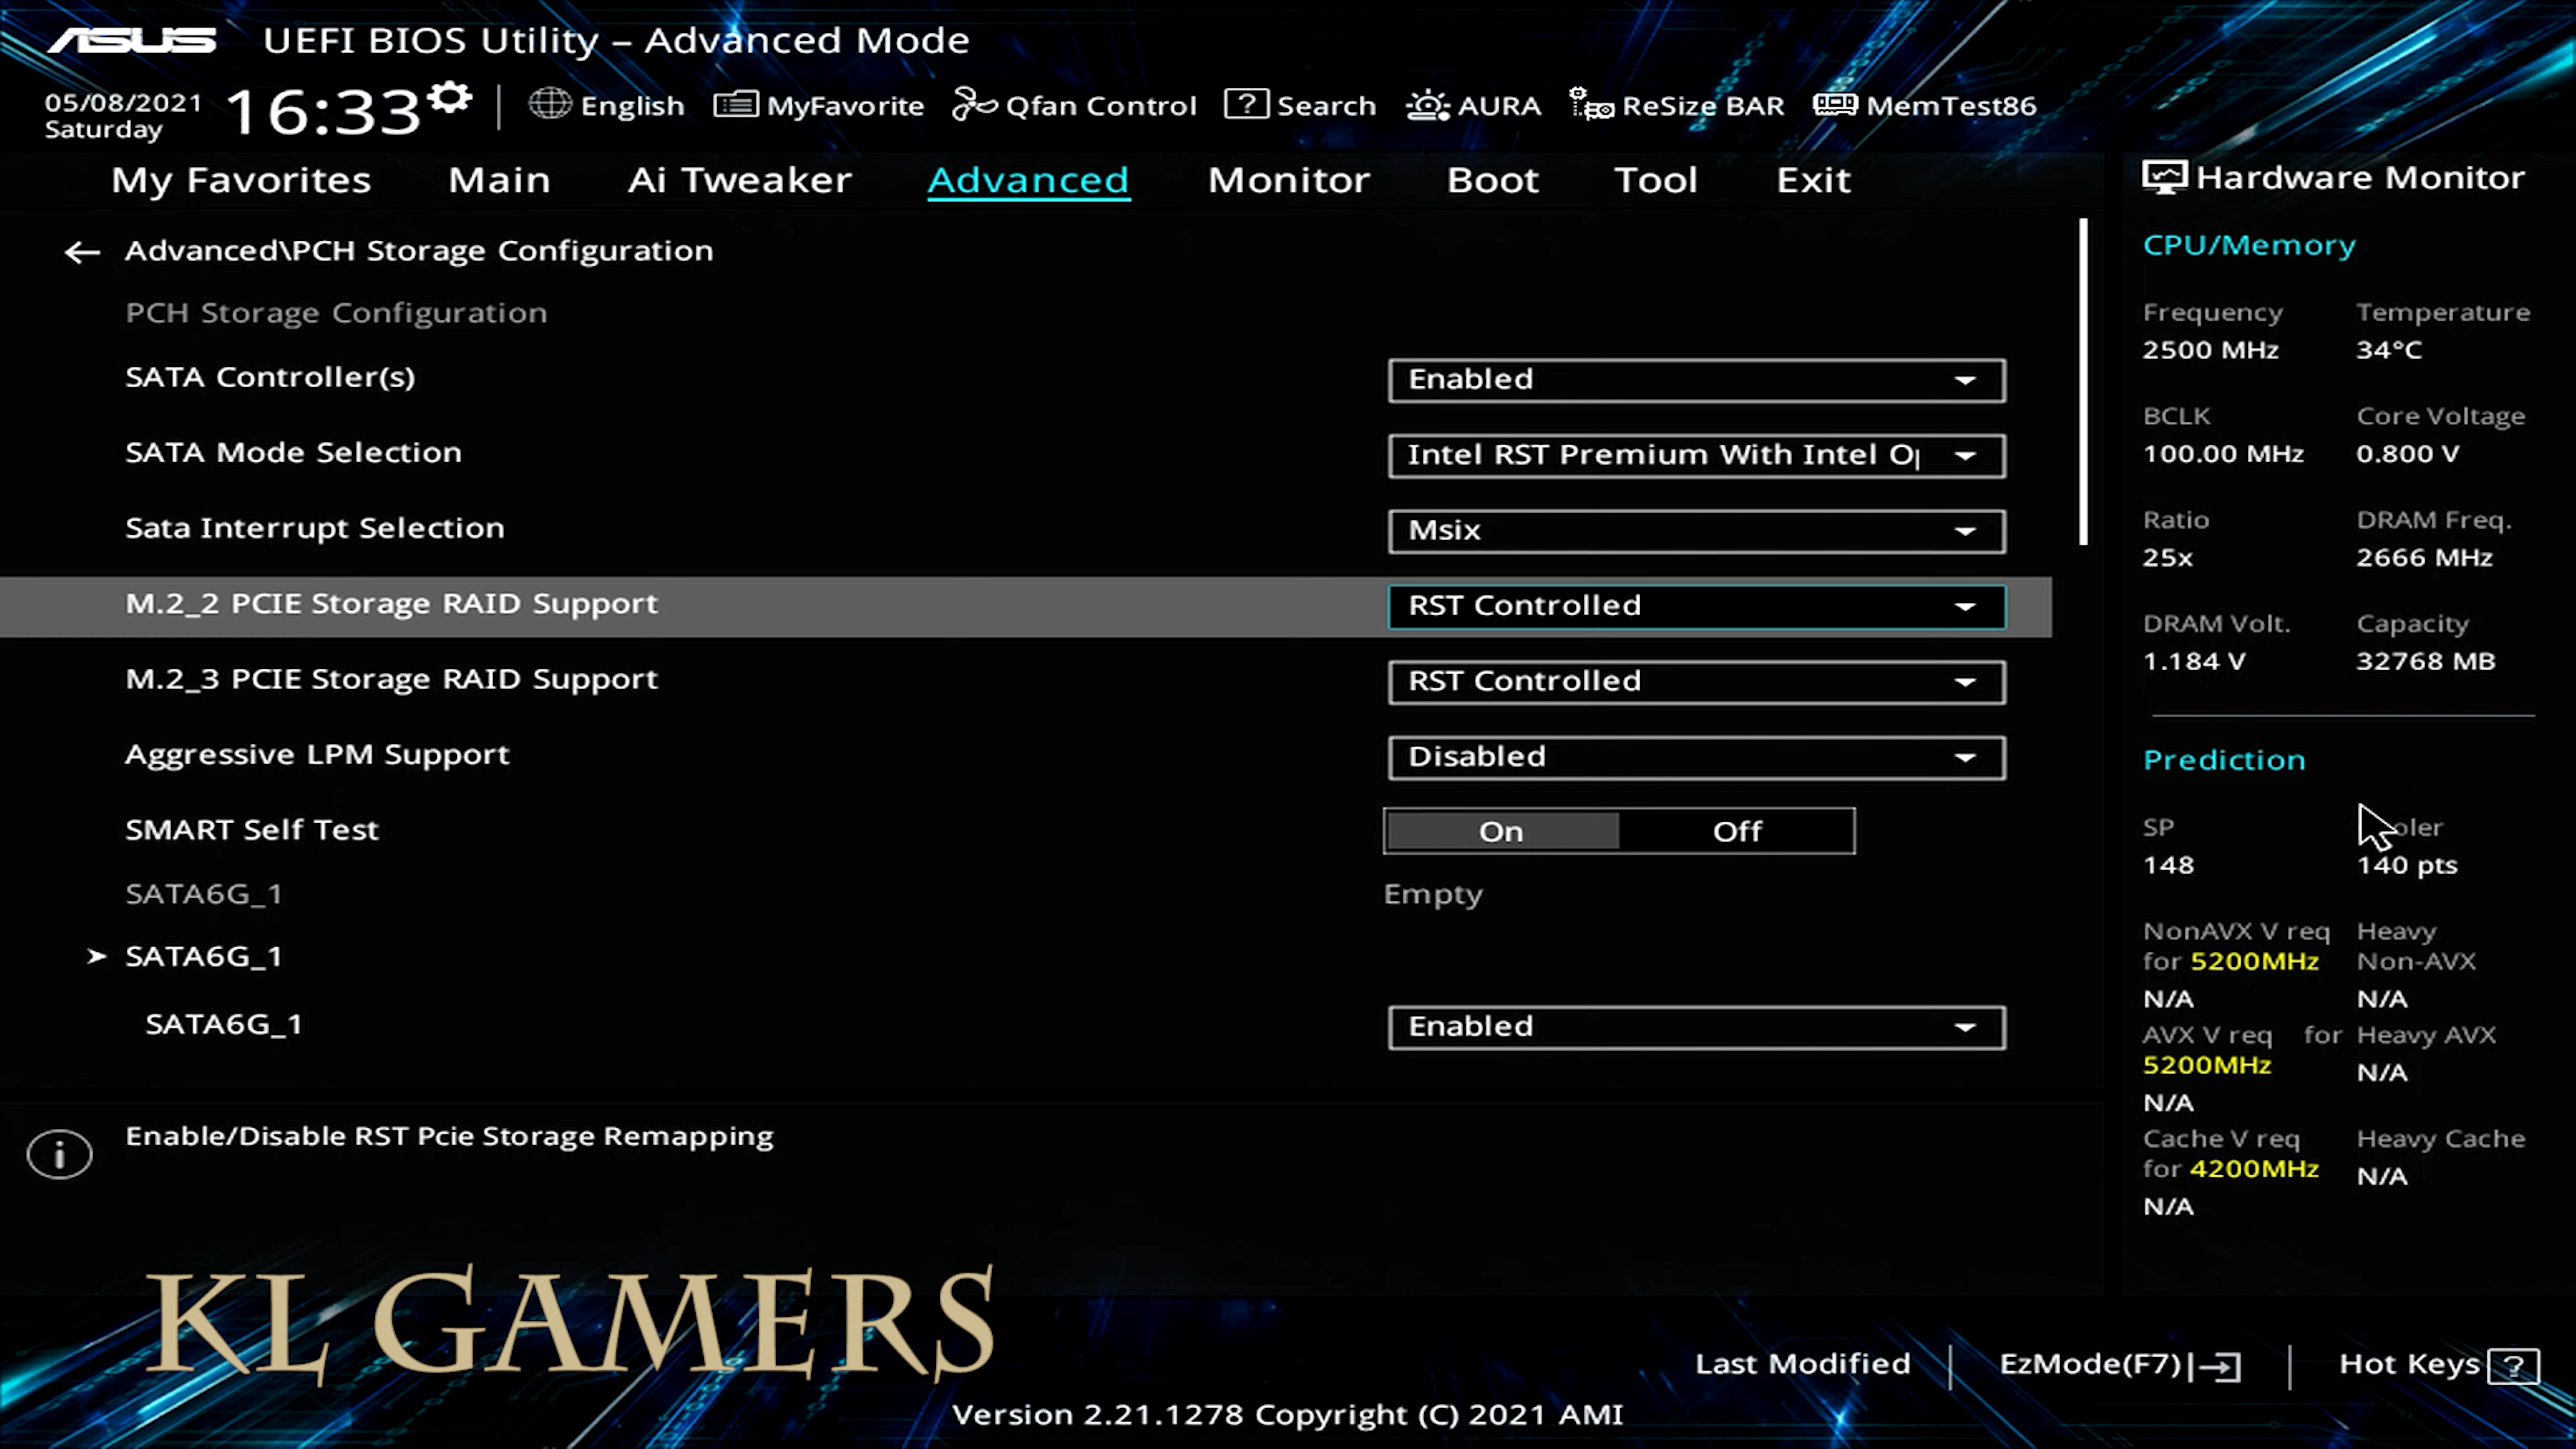 ASUS UEFI BIOS Utility – Advanced Mode
05/08/2021
Saturday
16:33
English MyFavorite Qfan Control ? Search AURA ReSize BAR MemTest86
My Favorites Main Ai Tweaker Advanced Monitor Boot Tool Exit
Advanced\PCH Storage Configuration
PCH Storage Configuration
SATA Controller(s) Enabled
SATA Mode Selection Intel RST Premium With Intel
Sata Interrupt Selection Msix
M.2_2 PCIE Storage RAID Support RST Controlled
M.2_3 PCIE Storage RAID Support RST Controlled
Aggressive LPM Support Disabled
SMART Self Test On Off
SATA6G_1 Empty
SATA6G_1
SATA6G_1 Enabled
i Enable/Disable RST Pcie Storage Remapping
Hardware Monitor
CPU/Memory
Frequency Temperature
2500 MHz 34°C
BCLK Core Voltage
100.00 MHz 0.800 V
Ratio DRAM Freq.
25x 2666 MHz
DRAM Volt. Capacity
1.184 V 32768 MB
Prediction
SP
148 140 pts
NonAVX V req Heavy
for 5200MHz Non-AVX
N/A N/A
AVX V req for Heavy AVX
5200MHz N/A
N/A
Cache V req Heavy Cache
for 4200MHz N/A
N/A
KL GAMERS
Last Modified EzMode(F7) Hot Keys ?
Version 2.21.1278 Copyright (C) 2021 AMI